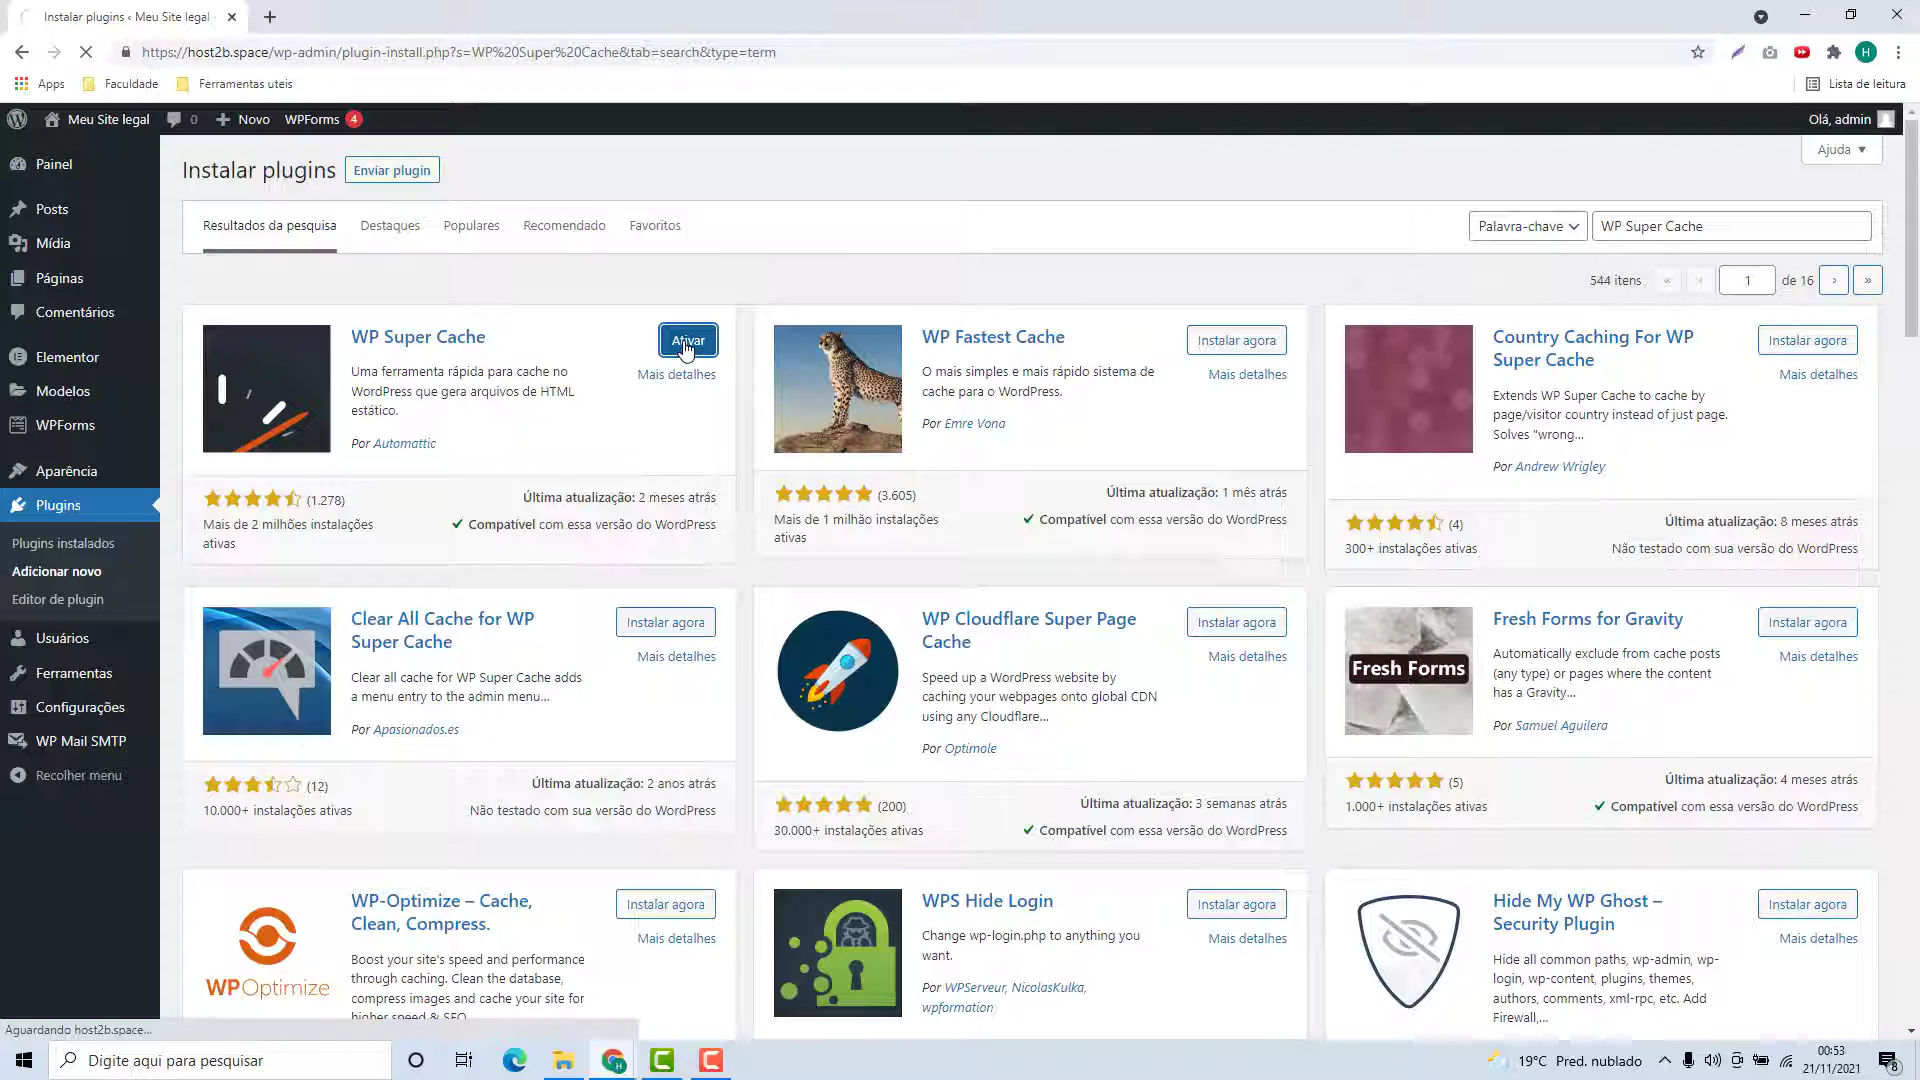 Instalar plugins ‹ Meu Site legal
https://host2b.space/wp-admin/plugin-install.php?s=WP%20Super%20Cache&tab=search&type=term
H
Apps
Faculdade
Ferramentas uteis
Lista de leitura
Meu Site legal
0
Novo
WPForms 4
Olá, admin
Ajuda
Painel
Posts
Mídia
Páginas
Comentários
Elementor
Modelos
WPForms
Aparência
Plugins
Plugins instalados
Adicionar novo
Editor de plugin
Usuários
Ferramentas
Configurações
WP Mail SMTP
Recolher menu
Instalar plugins
Enviar plugin
Resultados da pesquisa
Destaques
Populares
Recomendado
Favoritos
Palavra-chave
WP Super Cache
544 itens
«
‹
1
de 16
›
»
WP Super Cache
Ativar
Mais detalhes
Uma ferramenta rápida para cache no
WordPress que gera arquivos de HTML
estático.
Por Automattic
(1.278)
Mais de 2 milhões instalações
ativas
Última atualização: 2 meses atrás
Compatível com essa versão do WordPress
WP Fastest Cache
Instalar agora
Mais detalhes
O mais simples e mais rápido sistema de
cache para o WordPress.
Por Emre Vona
(3.605)
Mais de 1 milhão instalações
ativas
Última atualização: 1 mês atrás
Compatível com essa versão do WordPress
Country Caching For WP
Super Cache
Instalar agora
Mais detalhes
Extends WP Super Cache to cache by
page/visitor country instead of just page.
Solves "wrong...
Por Andrew Wrigley
(4)
300+ instalações ativas
Última atualização: 8 meses atrás
Não testado com sua versão do WordPress
Clear All Cache for WP
Super Cache
Instalar agora
Mais detalhes
Clear all cache for WP Super Cache adds
a menu entry to the admin menu...
Por Apasionados.es
(12)
10.000+ instalações ativas
Última atualização: 2 anos atrás
Não testado com sua versão do WordPress
WP Cloudflare Super Page
Cache
Instalar agora
Mais detalhes
Speed up a WordPress website by
caching your webpages onto global CDN
using any Cloudflare...
Por Optimole
(200)
30.000+ instalações ativas
Última atualização: 3 semanas atrás
Compatível com essa versão do WordPress
Fresh Forms
Fresh Forms for Gravity
Instalar agora
Mais detalhes
Automatically exclude from cache posts
(any type) or pages where the content
has a Gravity...
Por Samuel Aguilera
(5)
1.000+ instalações ativas
Última atualização: 4 meses atrás
Compatível com essa versão do WordPress
WPOptimize
WP-Optimize – Cache,
Clean, Compress.
Instalar agora
Mais detalhes
Boost your site's speed and performance
through caching. Clean the database,
compress images and cache your site for
higher speed & SEO
WPS Hide Login
Instalar agora
Mais detalhes
Change wp-login.php to anything you
want.
Por WPServeur, NicolasKulka,
wpformation
Hide My WP Ghost –
Security Plugin
Instalar agora
Mais detalhes
Hide all common paths, wp-admin, wp-
login, wp-content, plugins, themes,
authors, comments, xml-rpc, etc. Add
Firewall,...
Aguardando host2b.space...
Digite aqui para pesquisar
19°C Pred. nublado
00:53
21/11/2021
8